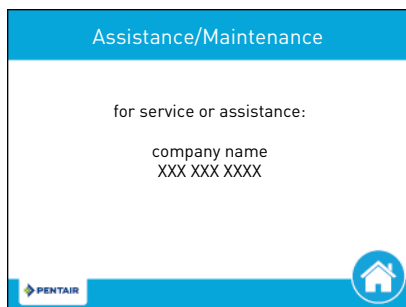 Assistance/Maintenance
for service or assistance:
company name
XXX XXX XXXX
PENTAIR